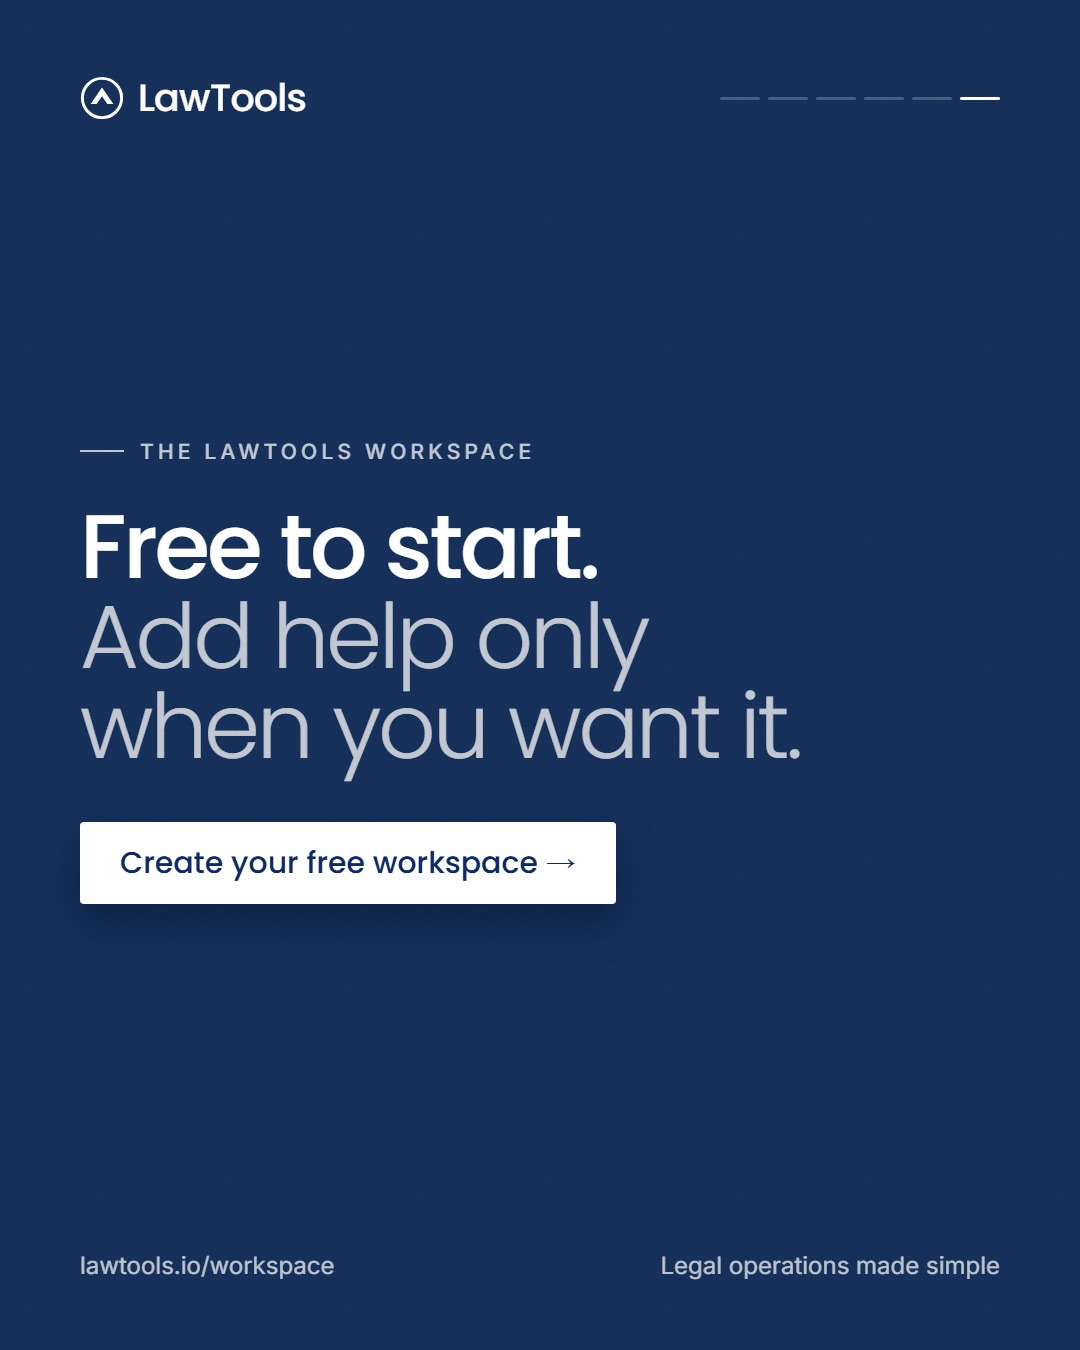 LawTools
THE LAWTOOLS WORKSPACE
Free to start.
Add help only
when you want it.
Create your free workspace →
lawtools.io/workspace
Legal operations made simple